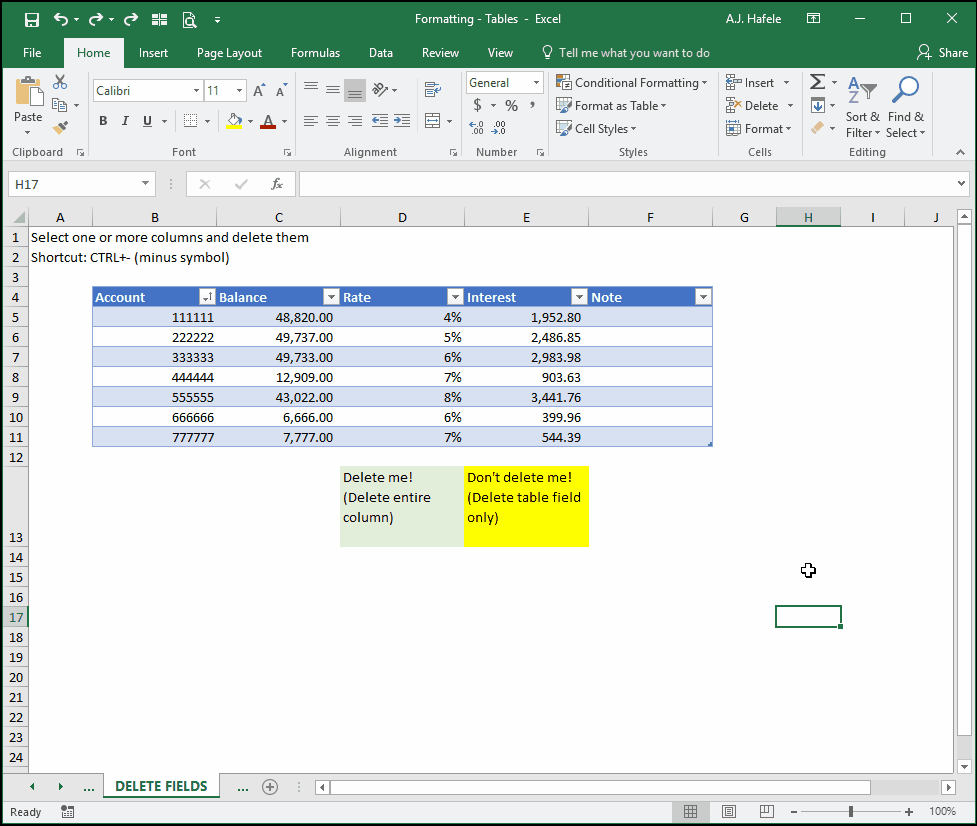 Formatting - Tables - Excel
A.J. Hafele
File Home Insert Page Layout Formulas Data Review View Tell me what you want to do Share
Paste
Calibri 11
B I U A
General
$ % ,
Conditional Formatting
Format as Table
Cell Styles
Insert
Delete
Format
Sort & Filter
Find & Select
Clipboard Font Alignment Number Styles Cells Editing
H17 fx
A B C D E F G H I J
1 Select one or more columns and delete them
2 Shortcut: CTRL+- (minus symbol)
3
4 Account Balance Rate Interest Note
5 111111 48,820.00 4% 1,952.80
6 222222 49,737.00 5% 2,486.85
7 333333 49,733.00 6% 2,983.98
8 444444 12,909.00 7% 903.63
9 555555 43,022.00 8% 3,441.76
10 666666 6,666.00 6% 399.96
11 777777 7,777.00 7% 544.39
12
Delete me!
(Delete entire
column)
Don't delete me!
(Delete table field
only)
13
14
15
16
17
18
19
20
21
22
23
24
... DELETE FIELDS ...
Ready 100%